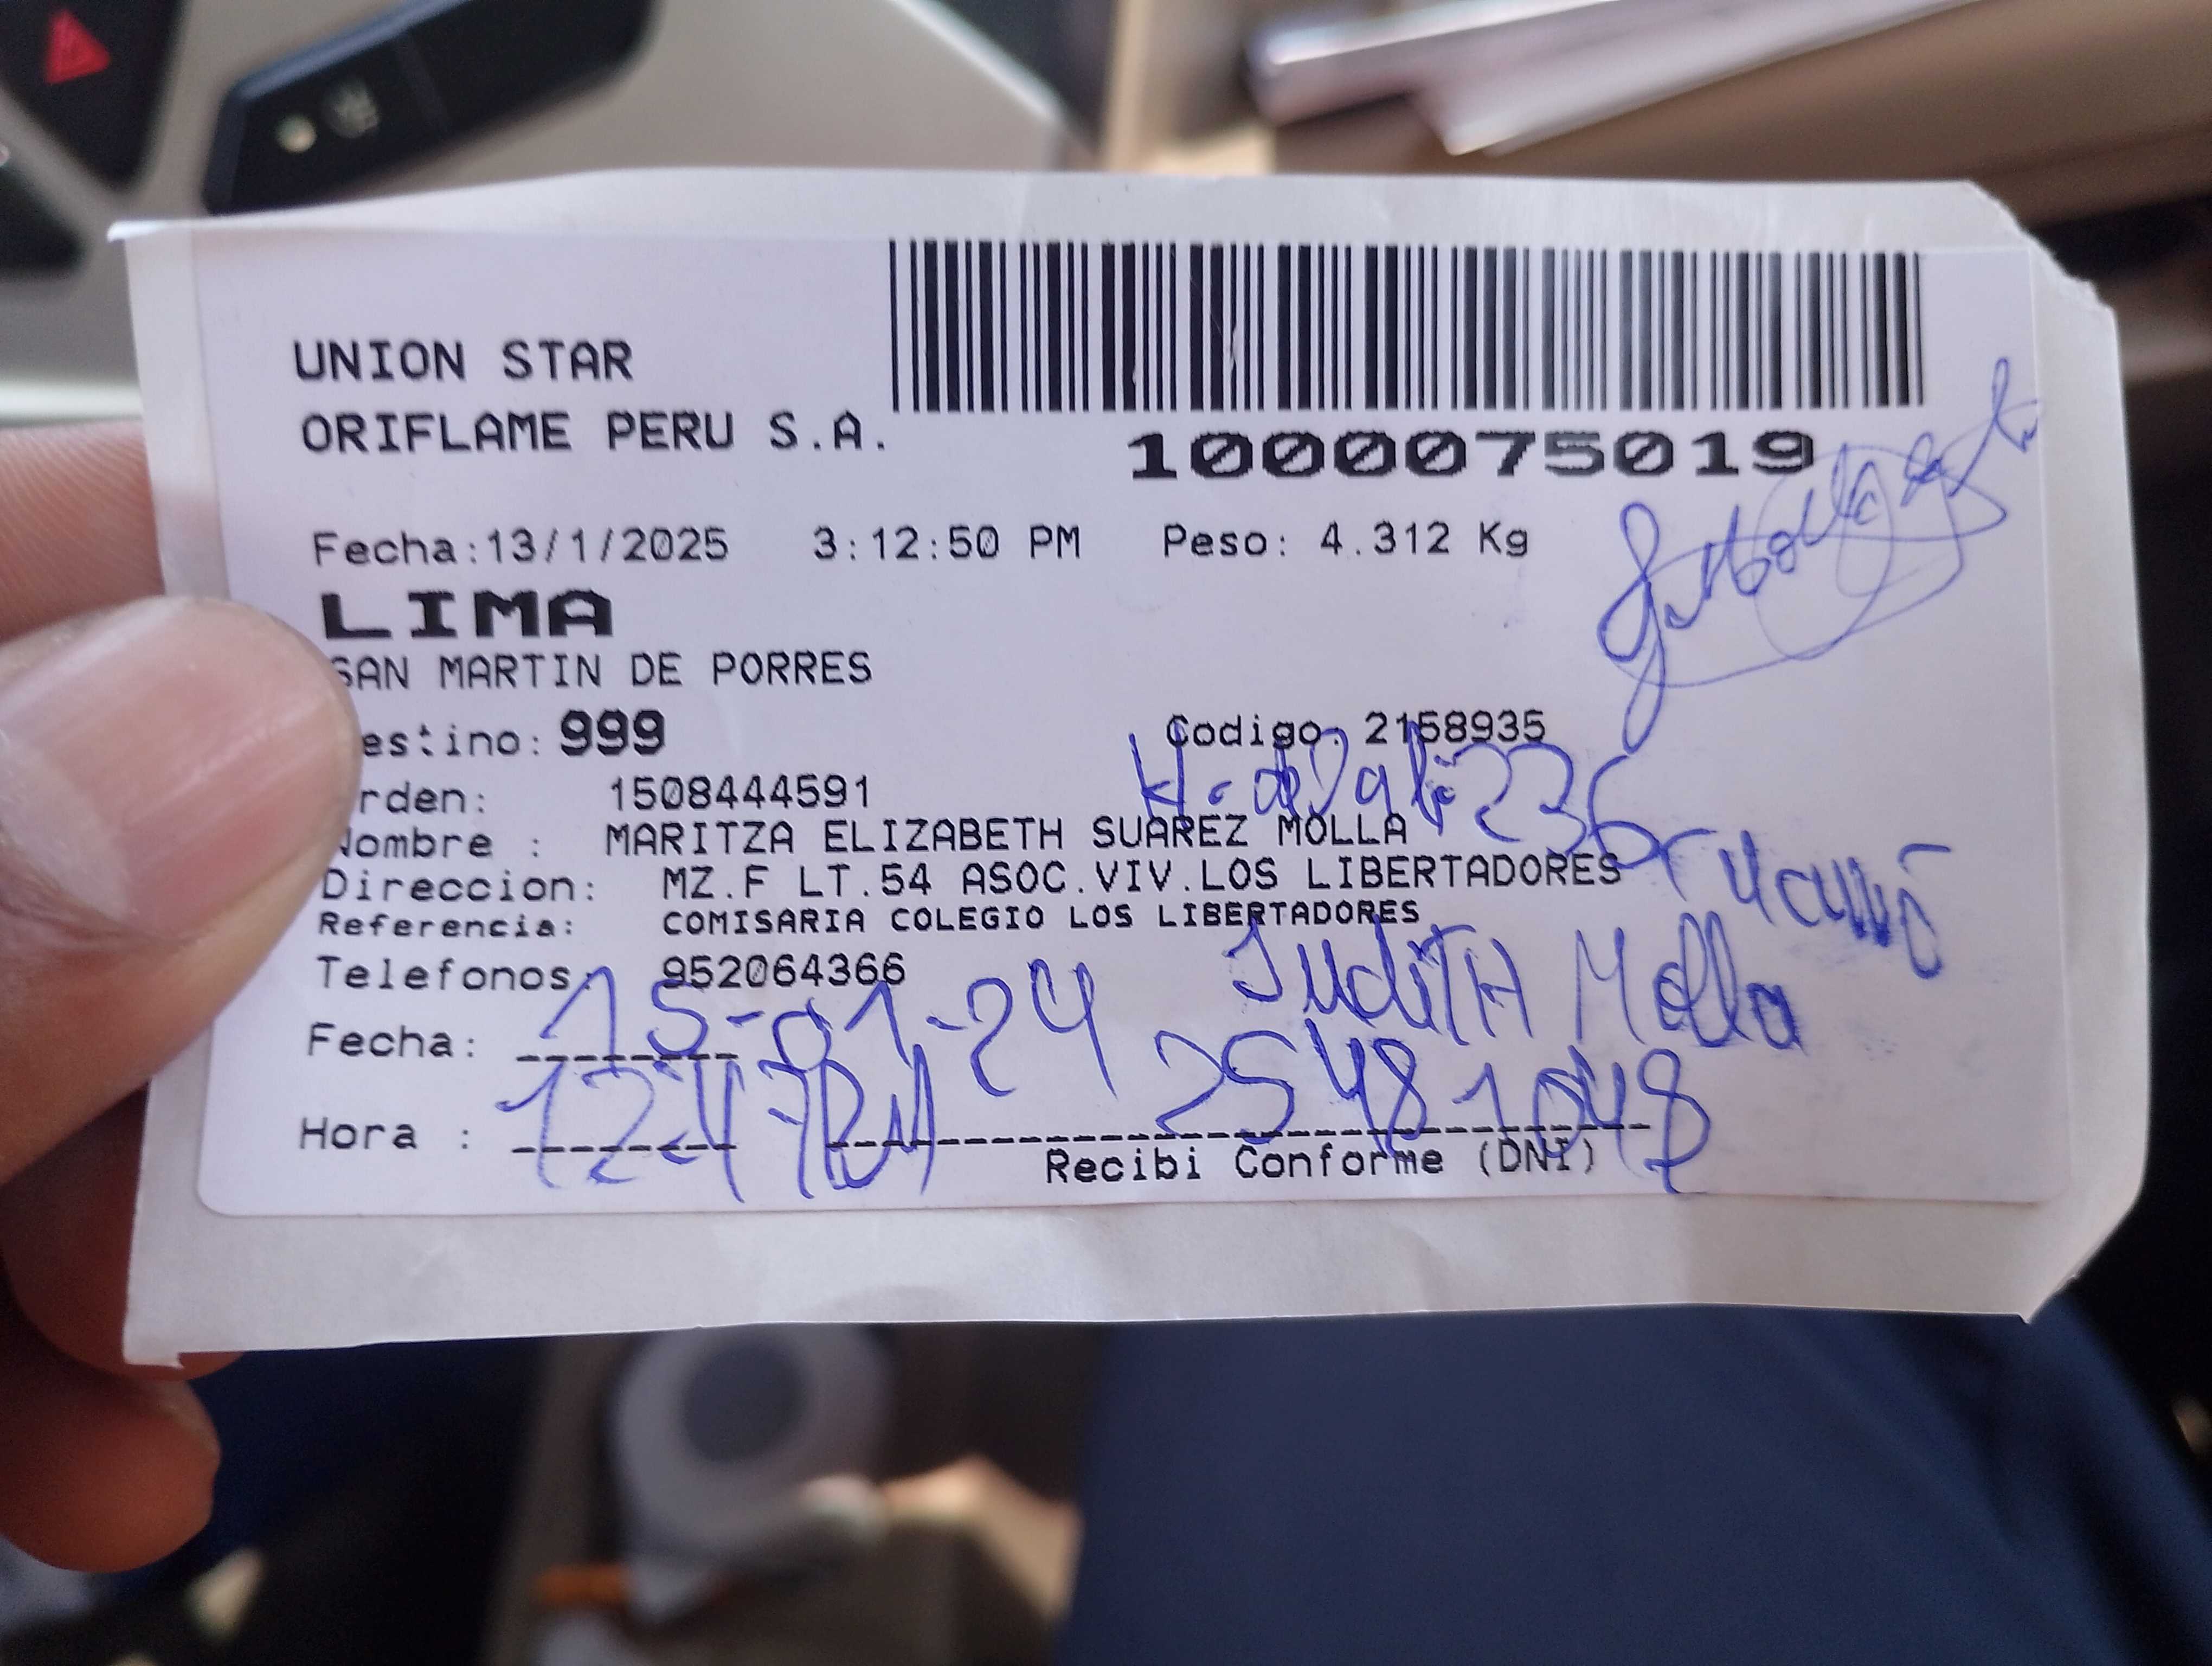 UNION STAR
ORIFLAME PERU S.A.
1000075019
Fecha:13/1/2025 3:12:50 PM Peso: 4.312 Kg
LIMA
SAN MARTIN DE PORRES
estino: 999 Codigo: 2158935
rden: 1508444591
Nombre : MARITZA ELIZABETH SUAREZ MOLLA
Direccion: MZ.F LT.54 ASOC.VIV.LOS LIBERTADORES
Referencia: COMISARIA COLEGIO LOS LIBERTADORES
Telefonos: 952064366
JudiTH Molla
Fecha: 15-01-24
Hora : 12:47PM 25481048
Recibi Conforme (DNI)